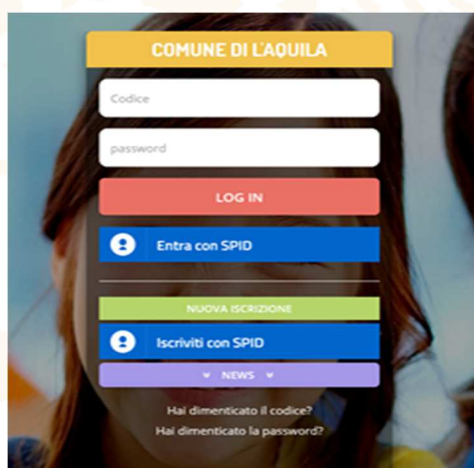 COMUNE DI L'AQUILA
Codice
password
LOG IN
Entra con SPID
NUOVA ISCRIZIONE
Iscriviti con SPID
NEWS
Hai dimenticato il codice?
Hai dimenticato la password?